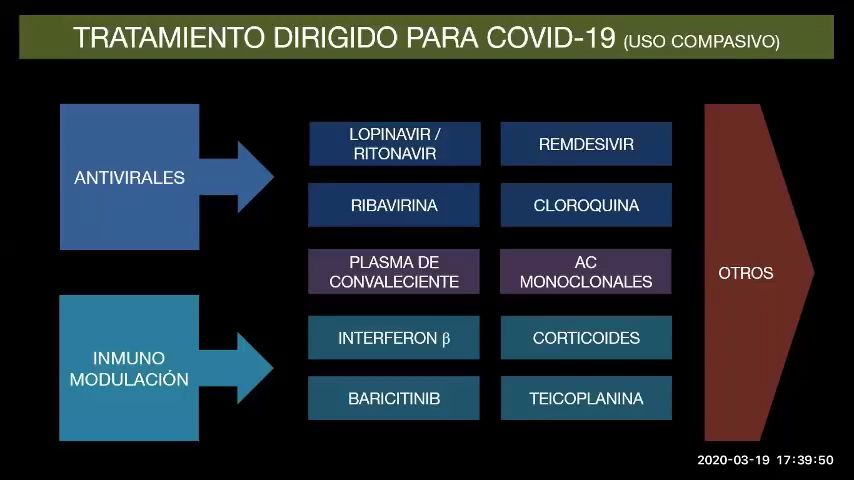 TRATAMIENTO DIRIGIDO PARA COVID-19 (USO COMPASIVO)
ANTIVIRALES
LOPINAVIR /
RITONAVIR
REMDESIVIR
RIBAVIRINA
CLOROQUINA
PLASMA DE
CONVALECIENTE
AC
MONOCLONALES
INMUNO
MODULACIÓN
INTERFERON β
CORTICOIDES
BARICITINIB
TEICOPLANINA
OTROS
2020-03-19 17:39:50